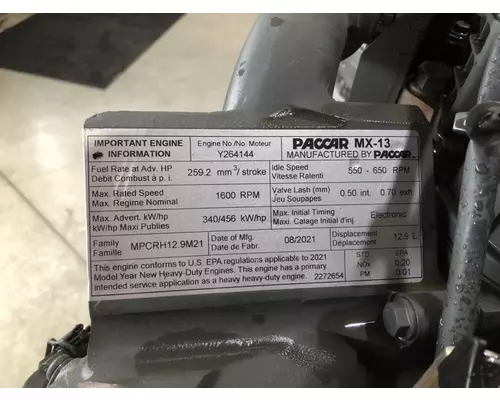 IMPORTANT ENGINE INFORMATION
Engine No./No. Moteur
Y264144
PACCAR MX-13
MANUFACTURED BY PACCAR
Fuel Rate at Adv. HP
Debit Combust à p. i.
259.2 mm3/ stroke
Idle Speed
Vitesse Ralenti
550 - 650 RPM
Max. Rated Speed
Max. Regime Nominal
1600 RPM
Valve Lash (mm)
Jeu Soupapes
0.50 int. 0.70 exh
Max. Advert. kW/hp
kW/hp Maxi Publies
340/456 kW/hp
Max. Initial Timing
Maxi. Calage Initial d'inj.
Electronic
Family
Famille
MPCRH12.9M21
Date of Mfg.
Date de Fabr.
08/2021
Displacement
Déplacement
12.9 L
This engine conforms to U.S. EPA regulations applicable to 2021
Model Year New Heavy-Duty Engines. This engine has a primary
intended service application as a heavy heavy-duty engine.
2272654
STD EPA
NOx 0.20
PM 0.01